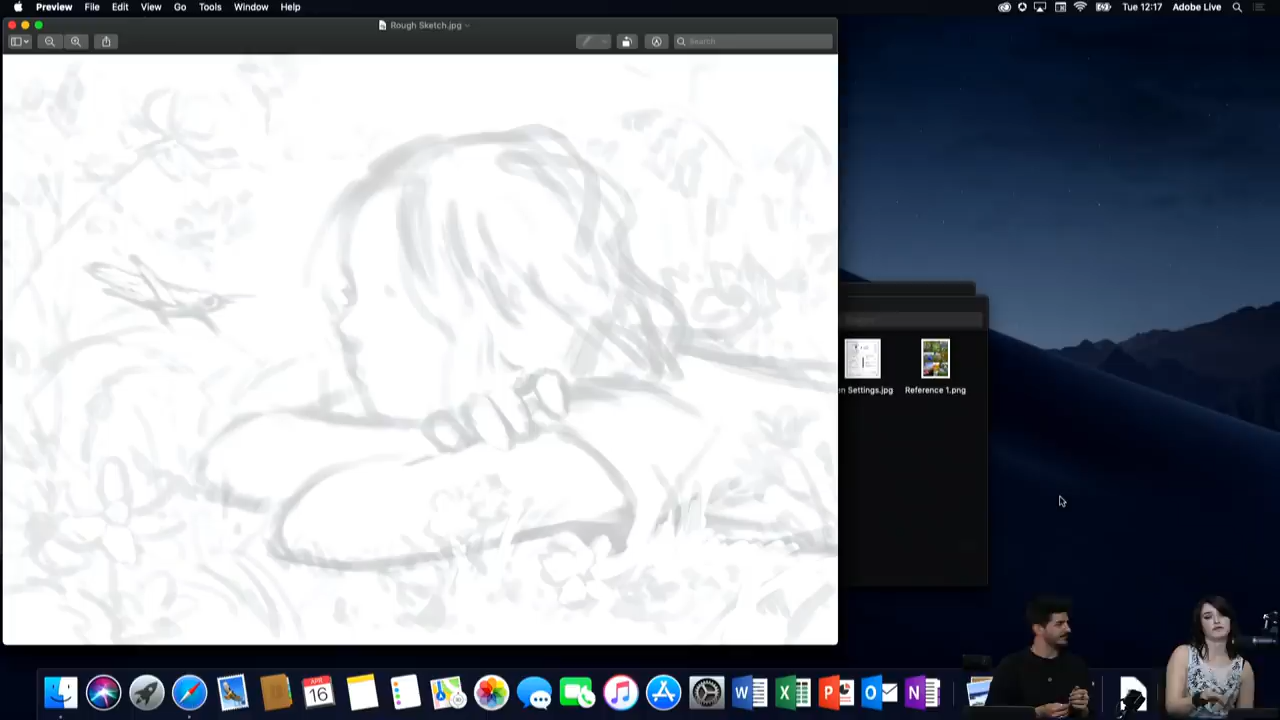 Preview File Edit View Go Tools Window Help
Tue 12:17 Adobe Live
Rough Sketch.jpg
Search
n Settings.jpg
Reference 1.png
APR
16